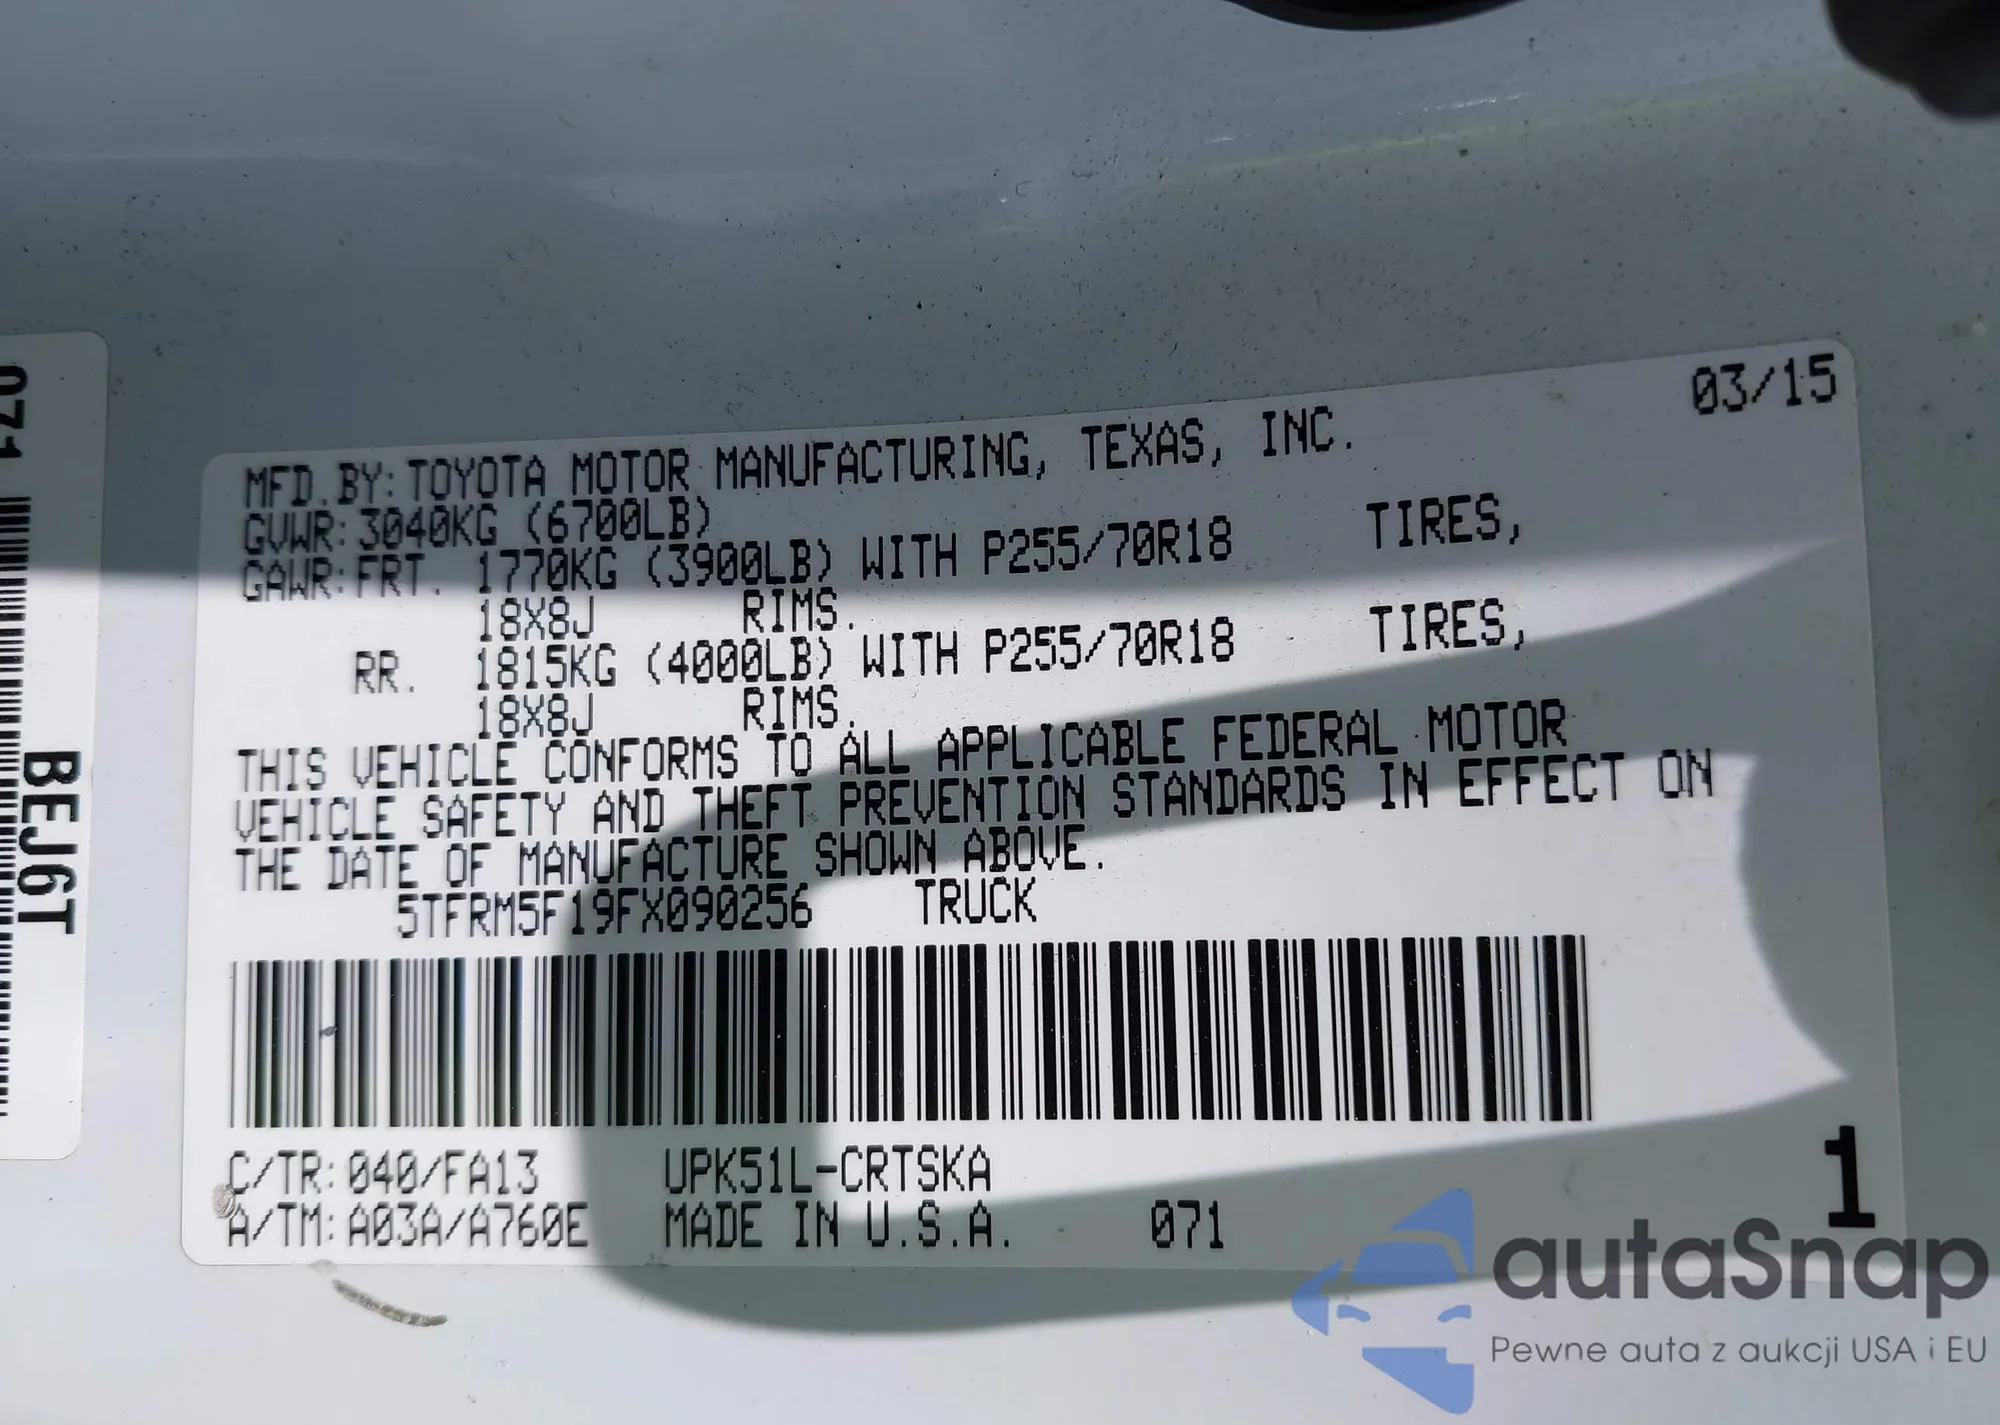 03/15
MFD.BY:TOYOTA MOTOR MANUFACTURING, TEXAS, INC.
GVWR:3040KG (6700LB)
GAWR:FRT. 1770KG (3900LB) WITH P255/70R18 TIRES,
18X8J RIMS.
RR. 1815KG (4000LB) WITH P255/70R18 TIRES,
18X8J RIMS.
THIS VEHICLE CONFORMS TO ALL APPLICABLE FEDERAL MOTOR
VEHICLE SAFETY AND THEFT PREVENTION STANDARDS IN EFFECT ON
THE DATE OF MANUFACTURE SHOWN ABOVE.
5TFRM5F19FX090256 TRUCK
C/TR:040/FA13 UPK51L-CRTSKA
A/TM:A03A/A760E MADE IN U.S.A. 071
1
071
BEJ6T
autaSnap
Pewne auta z aukcji USA i EU